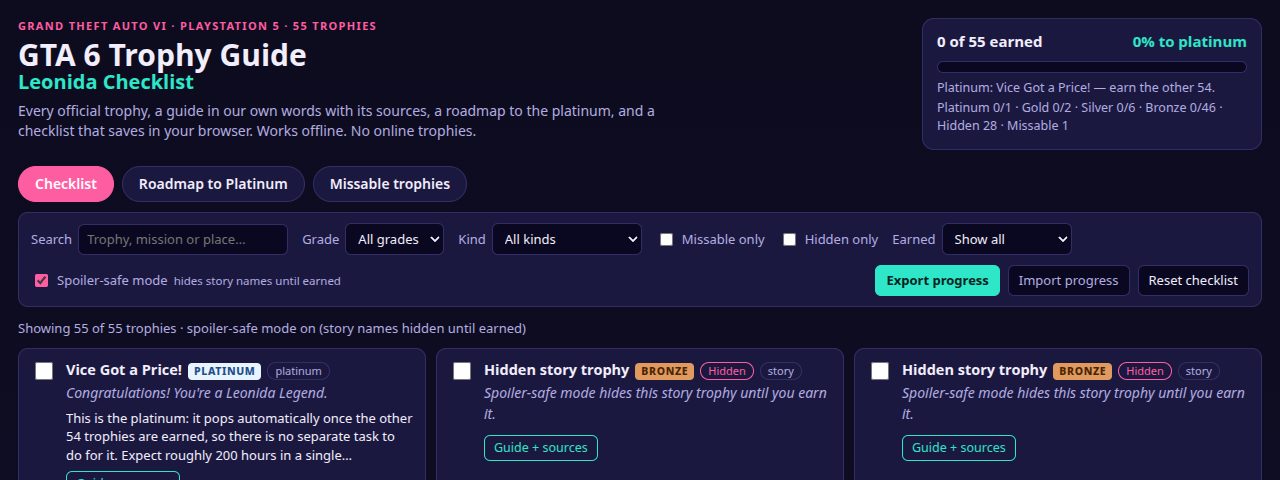 GRAND THEFT AUTO VI · PLAYSTATION 5 · 55 TROPHIES
GTA 6 Trophy Guide
Leonida Checklist
Every official trophy, a guide in our own words with its sources, a roadmap to the platinum, and a
checklist that saves in your browser. Works offline. No online trophies.
0 of 55 earned 0% to platinum
Platinum: Vice Got a Price! — earn the other 54.
Platinum 0/1 · Gold 0/2 · Silver 0/6 · Bronze 0/46 ·
Hidden 28 · Missable 1
Checklist Roadmap to Platinum Missable trophies
Search Trophy, mission or place... Grade All grades Kind All kinds Missable only Hidden only Earned Show all
Spoiler-safe mode hides story names until earned Export progress Import progress Reset checklist
Showing 55 of 55 trophies · spoiler-safe mode on (story names hidden until earned)
Vice Got a Price! PLATINUM platinum
Congratulations! You're a Leonida Legend.
This is the platinum: it pops automatically once the other
54 trophies are earned, so there is no separate task to
do for it. Expect roughly 200 hours in a single...
Hidden story trophy BRONZE Hidden story
Spoiler-safe mode hides this story trophy until you earn
it.
Guide + sources
Hidden story trophy BRONZE Hidden story
Spoiler-safe mode hides this story trophy until you earn
it.
Guide + sources